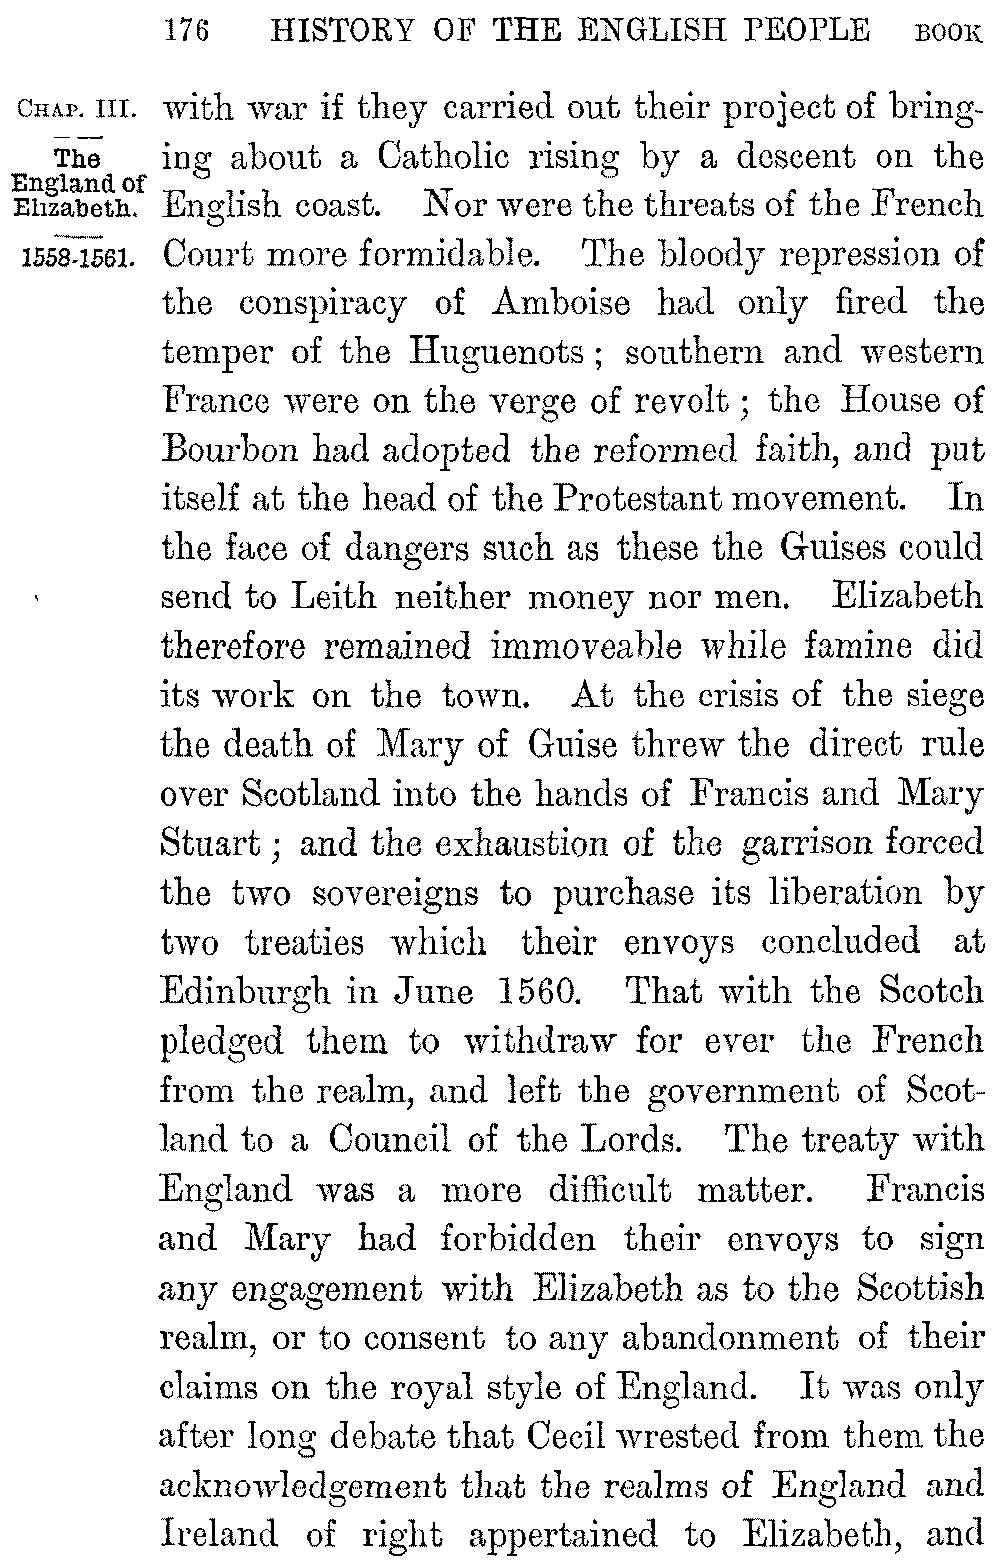 176 HISTORY OF THE ENGLISH PEOPLE BOOK
CHAP. III.
The
England of
Elizabeth.
1558-1561.
with war if they carried out their project of bring-
ing about a Catholic rising by a descent on the
English coast. Nor were the threats of the French
Court more formidable. The bloody repression of
the conspiracy of Amboise had only fired the
temper of the Huguenots ; southern and western
France were on the verge of revolt ; the House of
Bourbon had adopted the reformed faith, and put
itself at the head of the Protestant movement. In
the face of dangers such as these the Guises could
send to Leith neither money nor men. Elizabeth
therefore remained immoveable while famine did
its work on the town. At the crisis of the siege
the death of Mary of Guise threw the direct rule
over Scotland into the hands of Francis and Mary
Stuart ; and the exhaustion of the garrison forced
the two sovereigns to purchase its liberation by
two treaties which their envoys concluded at
Edinburgh in June 1560. That with the Scotch
pledged them to withdraw for ever the French
from the realm, and left the government of Scot-
land to a Council of the Lords. The treaty with
England was a more difficult matter. Francis
and Mary had forbidden their envoys to sign
any engagement with Elizabeth as to the Scottish
realm, or to consent to any abandonment of their
claims on the royal style of England. It was only
after long debate that Cecil wrested from them the
acknowledgement that the realms of England and
Ireland of right appertained to Elizabeth, and